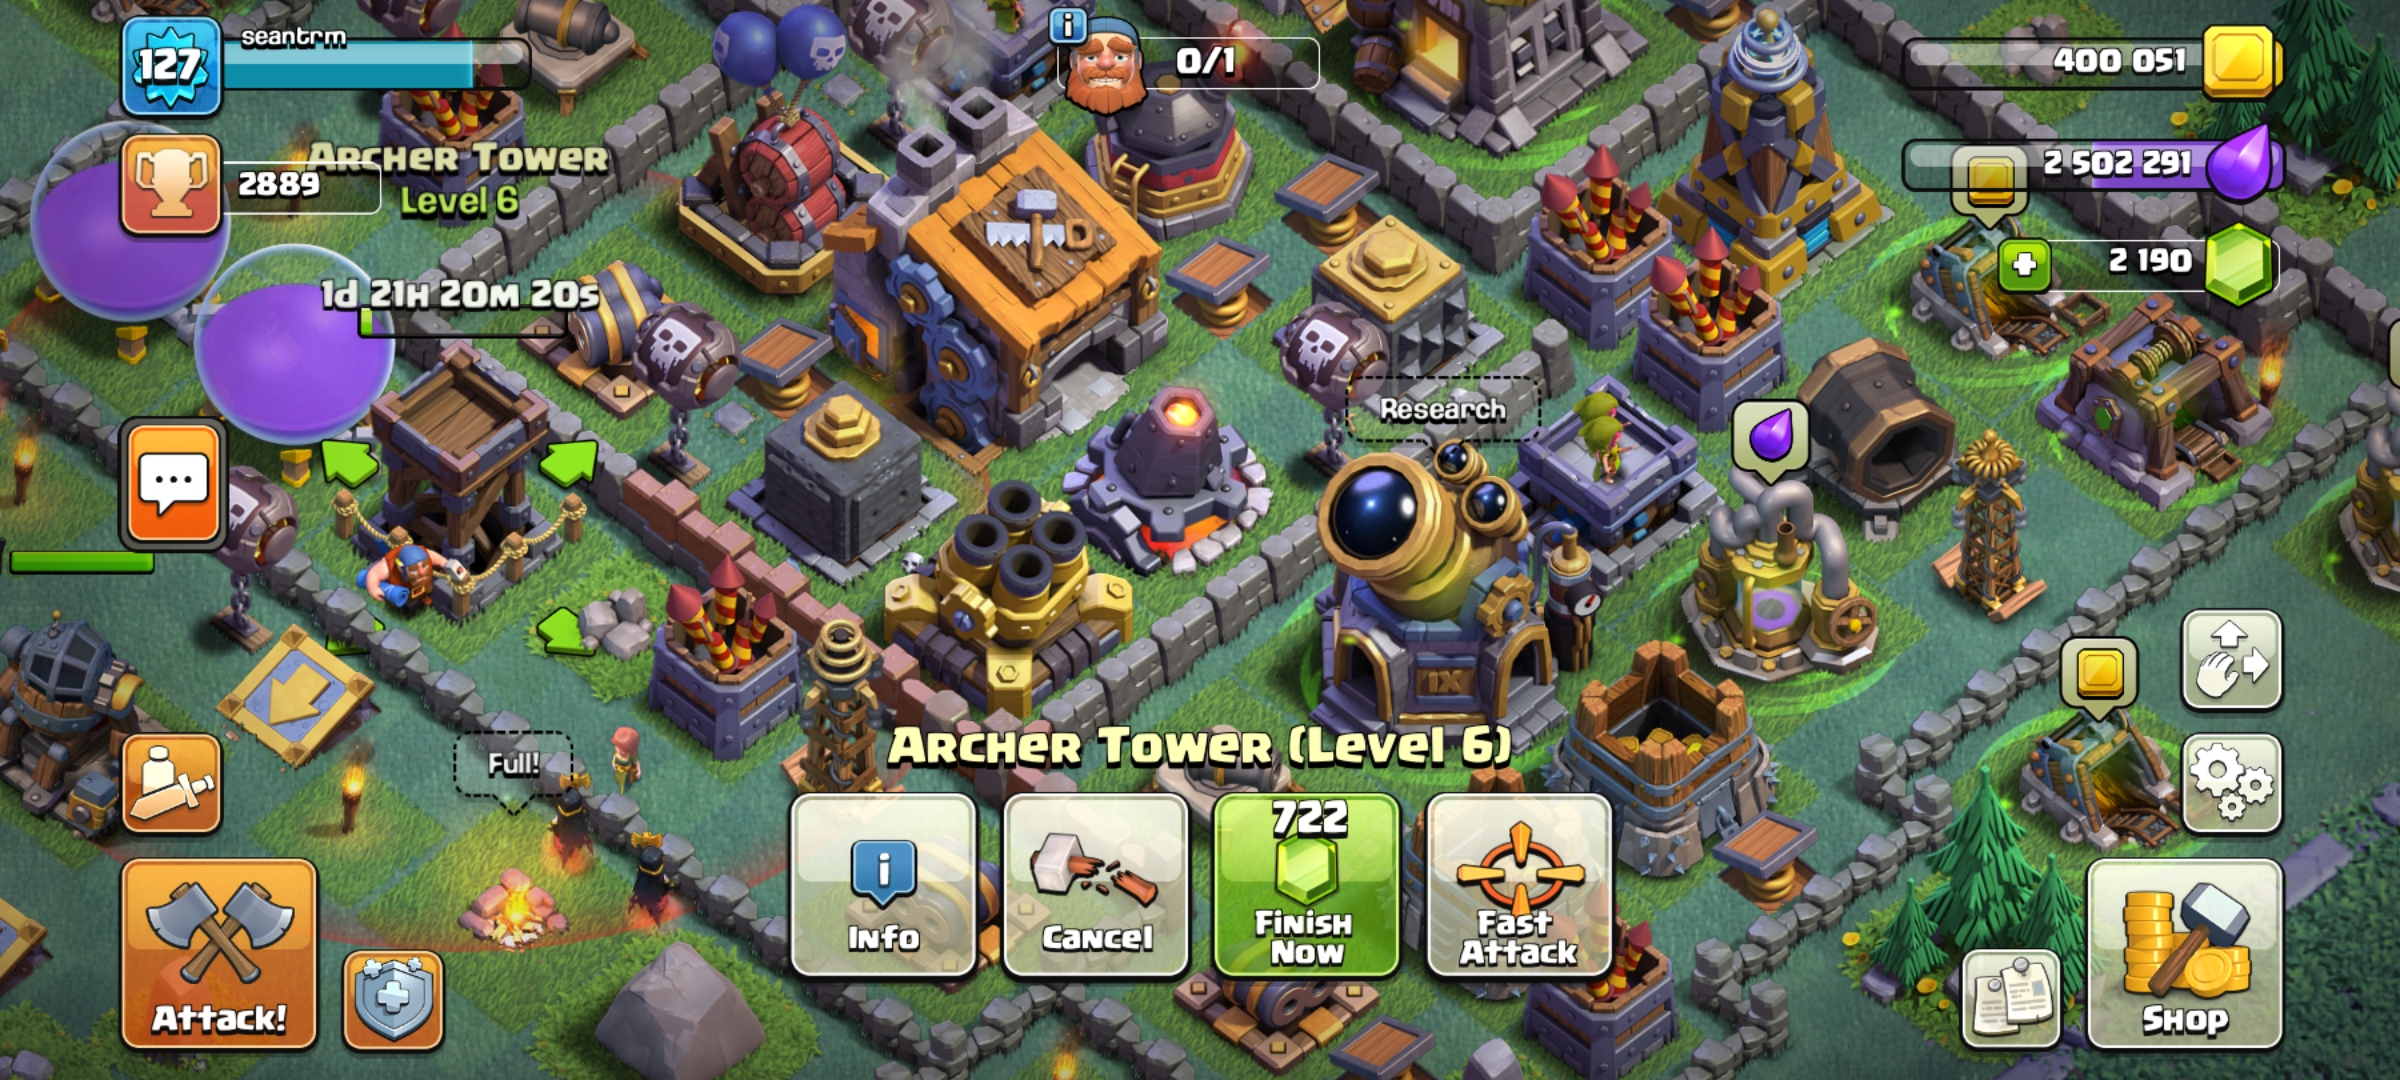 127
seantrm
0/1
400 051
Archer Tower
2889
Level 6
2 502 291
2 190
1d 21H 20M 20s
Research
IX
Archer Tower (Level 6)
Full!
722
Info
Cancel
Finish
Now
Fast
Attack
Attack!
Shop